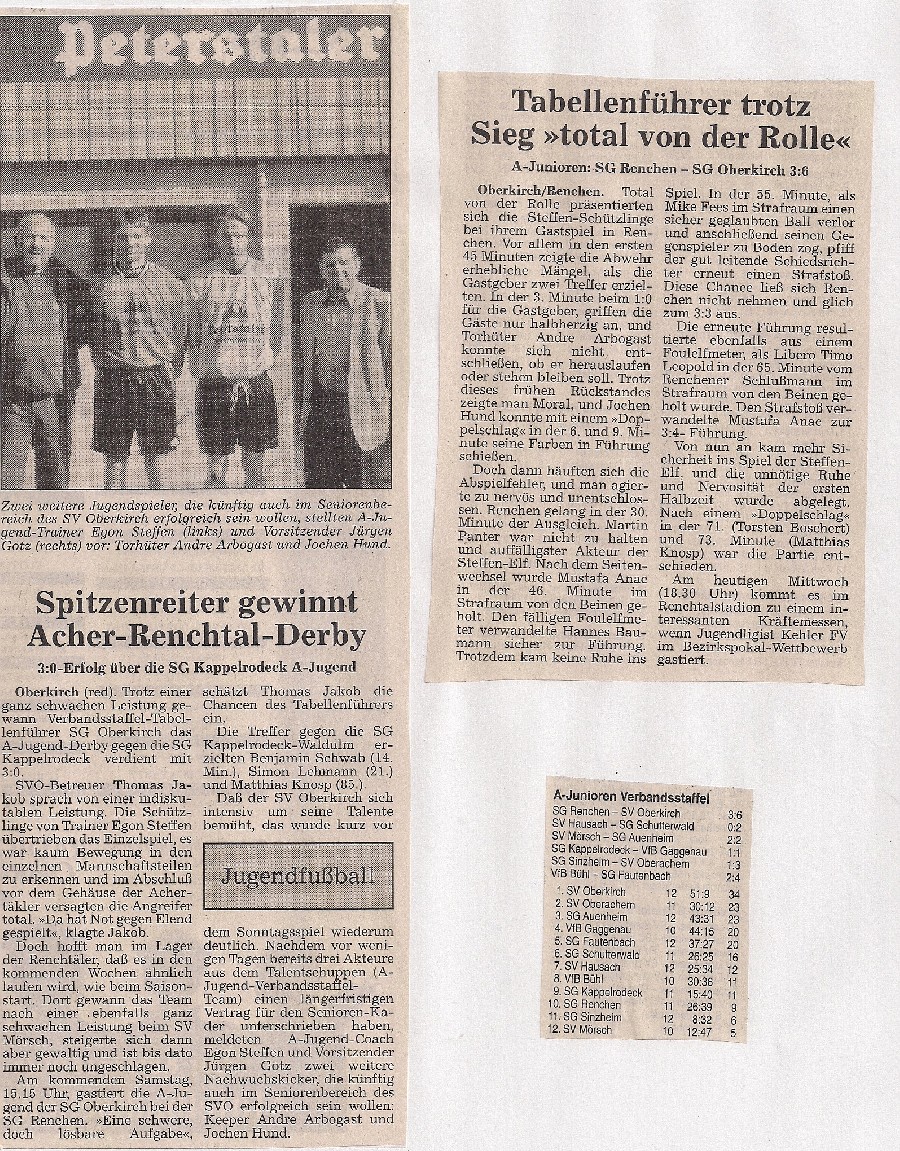 Peterstaler
Zwei weitere Jugendspieler, die künftig auch im Seniorenbe-
reich des SV Oberkirch erfolgreich sein wollen, stellten A-Ju-
gend-Trainer Egon Steffen (links) und Vorsitzender Jürgen
Götz (rechts) vor: Torhüter Andre Arbogast und Jochen Hund.
Spitzenreiter gewinnt
Acher-Renchtal-Derby
3:0-Erfolg über die SG Kappelrodeck A-Jugend
Oberkirch (red). Trotz einer
ganz schwachen Leistung ge-
wann Verbandsstaffel-Tabel-
lenführer SG Oberkirch das
A-Jugend-Derby gegen die SG
Kappelrodeck verdient mit
3:0.
SVO-Betreuer Thomas Ja-
kob sprach von einer indisku-
tablen Leistung. Die Schütz-
linge von Trainer Egon Steffen
übertrieben das Einzelspiel, es
war kaum Bewegung in den
einzelnen Mannschaftsteilen
zu erkennen und im Abschluß
vor dem Gehäuse der Acher-
täkler versagten die Angreifer
total. »Da hat Not gegen Elend
gespielt«, klagte Jakob.
Doch hofft man im Lager
der Renchtäler, daß es in den
kommenden Wochen ähnlich
laufen wird, wie beim Saison-
start. Dort gewann das Team
nach einer ebenfalls ganz
schwachen Leistung beim SV
Mörsch, steigerte sich dann
aber gewaltig und ist bis dato
immer noch ungeschlagen.
Am kommenden Samstag,
15.15 Uhr, gastiert die A-Ju-
gend der SG Oberkirch bei der
SG Renchen. »Eine schwere,
doch lösbare Aufgabe«,
schätzt Thomas Jakob die
Chancen des Tabellenführers
ein.
Die Treffer gegen die SG
Kappelrodeck-Waldulm er-
zielten Benjamin Schwab (14.
Min.), Simon Lehmann (21.)
und Matthias Knosp (85.).
Daß der SV Oberkirch sich
intensiv um seine Talente
bemüht, das wurde kurz vor
Jugendfußball
dem Sonntagsspiel wiederum
deutlich. Nachdem vor weni-
gen Tagen bereits drei Akteure
aus dem Talentschuppen (A-
Jugend-Verbandsstaffel-
Team) einen längerfristigen
Vertrag für den Senioren-Ka-
der unterschrieben haben,
meldeten A-Jugend-Coach
Egon Steffen und Vorsitzender
Jürgen Götz zwei weitere
Nachwuchskicker, die künftig
auch im Seniorenbereich des
SVO erfolgreich sein wollen:
Keeper Andre Arbogast und
Jochen Hund.
Tabellenführer trotz
Sieg »total von der Rolle«
A-Junioren: SG Renchen – SG Oberkirch 3:6
Oberkirch/Renchen. Total
von der Rolle präsentierten
sich die Steffen-Schützlinge
bei ihrem Gastspiel in Ren-
chen. Vor allem in den ersten
45 Minuten zeigte die Abwehr
erhebliche Mängel, als die
Gastgeber zwei Treffer erziel-
ten. In der 3. Minute beim 1:0
für die Gastgeber, griffen die
Gäste nur halbherzig an, und
Torhüter Andre Arbogast
konnte sich nicht ent-
schließen, ob er herauslaufen
oder stehen bleiben soll. Trotz
dieses frühen Rückstandes
zeigte man Moral, und Jochen
Hund konnte mit einem »Dop-
pelschlag« in der 6. und 9. Mi-
nute seine Farben in Führung
schießen.
Doch dann häuften sich die
Abspielfehler, und man agier-
te zu nervös und unentschlos-
sen. Renchen gelang in der 30.
Minute der Ausgleich. Martin
Panter war nicht zu halten
und auffälligster Akteur der
Steffen-Elf. Nach dem Seiten-
wechsel wurde Mustafa Anac
in der 46. Minute im
Strafraum von den Beinen ge-
holt. Den fälligen Foulelfme-
ter verwandelte Hannes Bau-
mann sicher zur Führung.
Trotzdem kam keine Ruhe ins
Spiel. In der 55. Minute, als
Mike Fees im Strafraum einen
sicher geglaubten Ball verlor
und anschließend seinen Ge-
genspieler zu Boden zog, pfiff
der gut leitende Schiedsrich-
ter erneut einen Strafstoß.
Diese Chance ließ sich Ren-
chen nicht nehmen und glich
zum 3:3 aus.
Die erneute Führung resul-
tierte ebenfalls aus einem
Foulelfmeter, als Libero Timo
Leopold in der 65. Minute vom
Renchener Schlußmann im
Strafraum von den Beinen ge-
holt wurde. Den Strafstoß ver-
wandelte Mustafa Anac zur
3:4- Führung.
Von nun an kam mehr Si-
cherheit ins Spiel der Steffen-
Elf und die unnötige Ruhe
und Nervosität der ersten
Halbzeit wurde abgelegt.
Nach einem »Doppelschlag«
in der 71. (Torsten Boschert)
und 73. Minute (Matthias
Knosp) war die Partie ent-
schieden.
Am heutigen Mittwoch
(18.30 Uhr) kommt es im
Renchtalstadion zu einem in-
teressanten Kräftemessen,
wenn Jugendligist Kehler FV
im Bezirkspokal-Wettbewerb
gastiert.
A-Junioren Verbandsstaffel
SG Renchen – SV Oberkirch 3:6
SV Hausach – SG Schutterwald 0:2
SV Mörsch – SG Auenheim 2:2
SG Kappelrodeck – VfB Gaggenau 1:1
SG Sinzheim – SV Oberachern 1:3
VfB Bühl – SG Fautenbach 2:4
1. SV Oberkirch 12 51:9 34
2. SV Oberachern 11 30:12 23
3. SG Auenheim 12 43:31 23
4. VfB Gaggenau 10 44:15 20
5. SG Fautenbach 12 37:27 20
6. SG Schutterwald 11 26:25 16
7. SV Hausach 12 25:34 12
8. VfB Bühl 10 30:36 11
9. SG Kappelrodeck 11 15:40 11
10. SG Renchen 11 26:39 9
11. SG Sinzheim 12 8:32 6
12. SV Mörsch 10 12:47 5